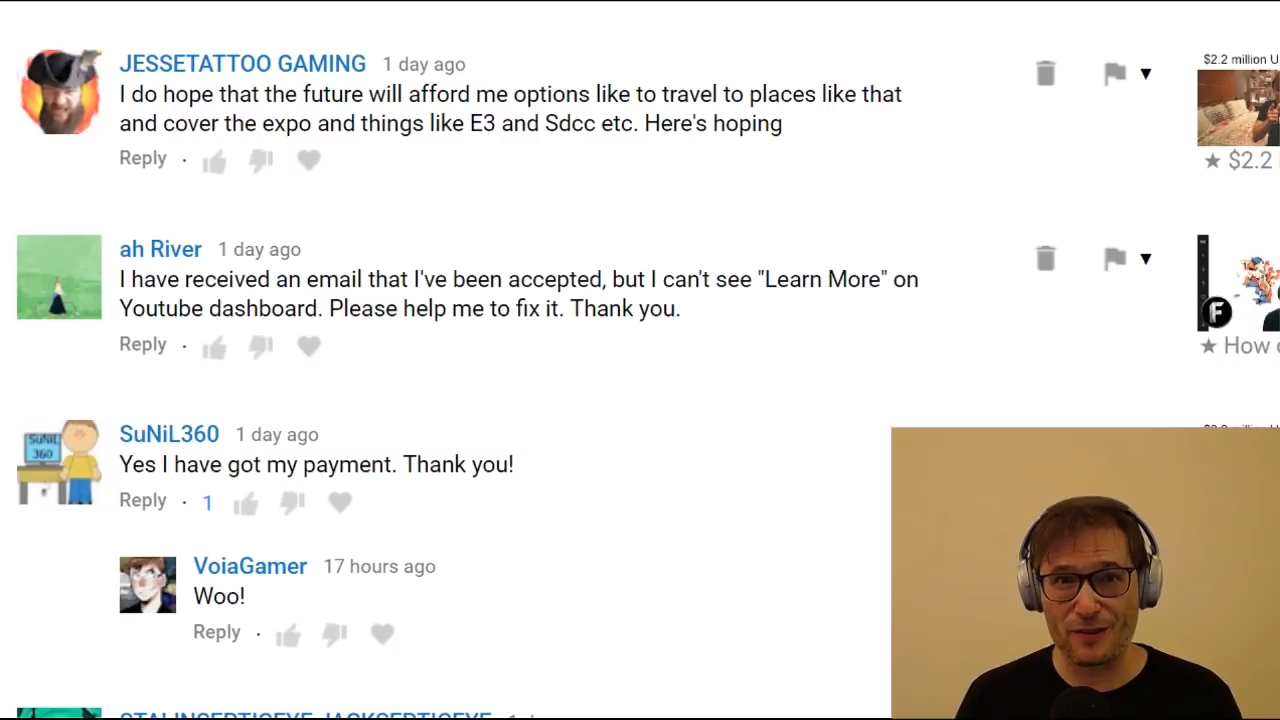 JESSETATTOO GAMING 1 day ago
I do hope that the future will afford me options like to travel to places like that
and cover the expo and things like E3 and Sdcc etc. Here's hoping
Reply ·
$2.2 million U
★ $2.2
ah River 1 day ago
I have received an email that I've been accepted, but I can't see "Learn More" on
Youtube dashboard. Please help me to fix it. Thank you.
Reply ·
F
★ How
SuNiL360 1 day ago
SUNIL
360
Yes I have got my payment. Thank you!
Reply · 1
VoiaGamer 17 hours ago
Woo!
Reply ·